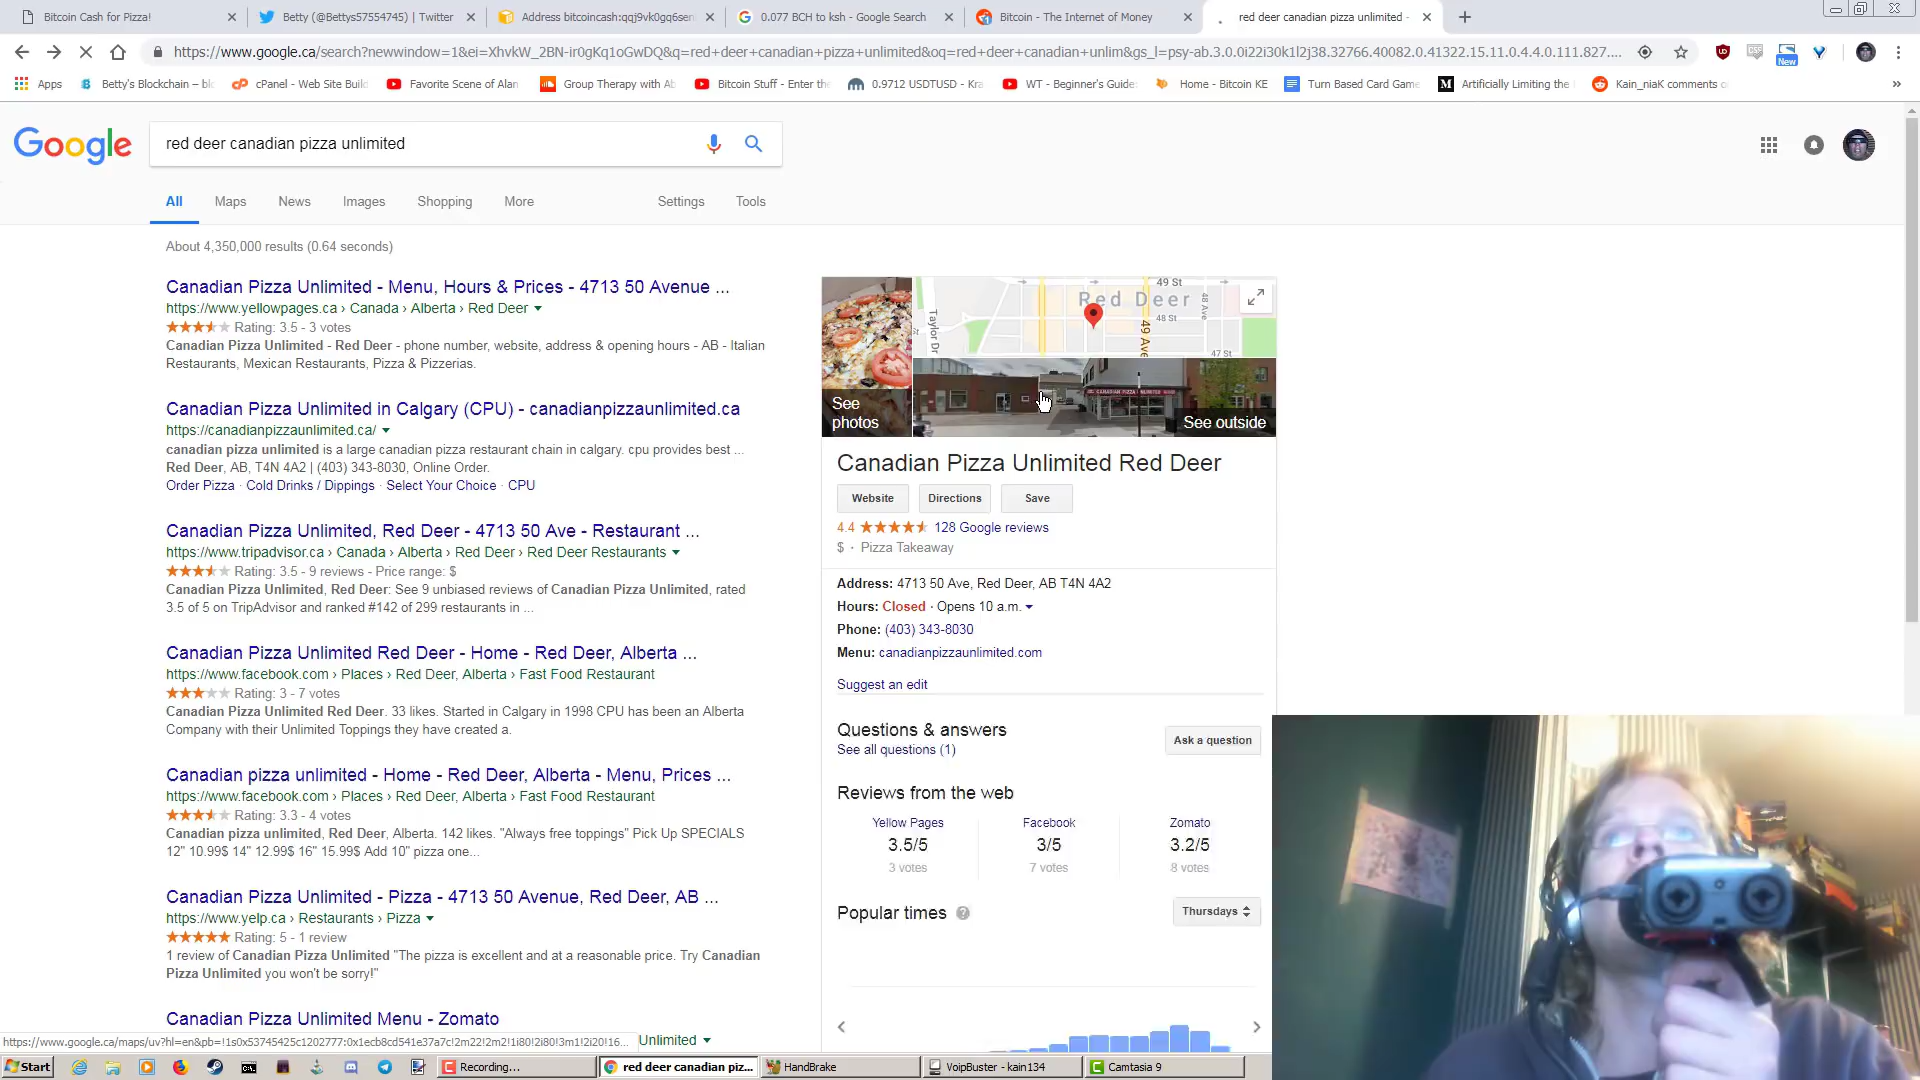 Bitcoin Cash for Pizza!
Betty (@Bettys57554745) | Twitter
Address bitcoincash:qqj9vk0gq6sen
0.077 BCH to ksh - Google Search
Bitcoin - The Internet of Money
red deer canadian pizza unlimited -
https://www.google.ca/search?newwindow=1&ei=XhvkW_2BN-ir0gKq1oGwDQ&q=red+deer+canadian+pizza+unlimited&oq=red+deer+canadian+unlim&gs_l=psy-ab.3.0.0i22i30k1l2j38.32766.40082.0.41322.15.11.0.4.4.0.111.827....
New
Apps
Betty's Blockchain – blo
cPanel - Web Site Build
Favorite Scene of Alan
Group Therapy with Ab
Bitcoin Stuff - Enter the
0.9712 USDTUSD - Kra
WT - Beginner's Guide:
Home - Bitcoin KE
Turn Based Card Game
Artificially Limiting the
Kain_niaK comments o
»
Google
red deer canadian pizza unlimited
All
Maps
News
Images
Shopping
More
Settings
Tools
About 4,350,000 results (0.64 seconds)
Canadian Pizza Unlimited - Menu, Hours & Prices - 4713 50 Avenue ...
https://www.yellowpages.ca › Canada › Alberta › Red Deer
Rating: 3.5 - 3 votes
Canadian Pizza Unlimited - Red Deer - phone number, website, address & opening hours - AB - Italian
Restaurants, Mexican Restaurants, Pizza & Pizzerias.
Canadian Pizza Unlimited in Calgary (CPU) - canadianpizzaunlimited.ca
https://canadianpizzaunlimited.ca/
canadian pizza unlimited is a large canadian pizza restaurant chain in calgary. cpu provides best ...
Red Deer, AB, T4N 4A2 | (403) 343-8030, Online Order.
Order Pizza · Cold Drinks / Dippings · Select Your Choice · CPU
Canadian Pizza Unlimited, Red Deer - 4713 50 Ave - Restaurant ...
https://www.tripadvisor.ca › Canada › Alberta › Red Deer › Red Deer Restaurants
Rating: 3.5 - 9 reviews - Price range: $
Canadian Pizza Unlimited, Red Deer: See 9 unbiased reviews of Canadian Pizza Unlimited, rated
3.5 of 5 on TripAdvisor and ranked #142 of 299 restaurants in ...
Canadian Pizza Unlimited Red Deer - Home - Red Deer, Alberta ...
https://www.facebook.com › Places › Red Deer, Alberta › Fast Food Restaurant
Rating: 3 - 7 votes
Canadian Pizza Unlimited Red Deer. 33 likes. Started in Calgary in 1998 CPU has been an Alberta
Company with their Unlimited Toppings they have created a.
Canadian pizza unlimited - Home - Red Deer, Alberta - Menu, Prices ...
https://www.facebook.com › Places › Red Deer, Alberta › Fast Food Restaurant
Rating: 3.3 - 4 votes
Canadian pizza unlimited, Red Deer, Alberta. 142 likes. "Always free toppings" Pick Up SPECIALS
12" 10.99$ 14" 12.99$ 16" 15.99$ Add 10" pizza one...
Canadian Pizza Unlimited - Pizza - 4713 50 Avenue, Red Deer, AB ...
https://www.yelp.ca › Restaurants › Pizza
Rating: 5 - 1 review
1 review of Canadian Pizza Unlimited "The pizza is excellent and at a reasonable price. Try Canadian
Pizza Unlimited you won't be sorry!"
Canadian Pizza Unlimited Menu - Zomato
Unlimited
https://www.google.ca/maps/uv?hl=en&pb=!1s0x53745425c1202777:0x1ecb8cd541e37a7c!2m22!2m2!1i80!2i80!3m1!2i20!16...
49 St
Red Deer
48 Ave
48 St
Taylor Dr
49 Ave
47 St
CANADIAN PIZZA UNLIMITED
See
photos
See outside
Canadian Pizza Unlimited Red Deer
Website
Directions
Save
4.4
128 Google reviews
$ · Pizza Takeaway
Address: 4713 50 Ave, Red Deer, AB T4N 4A2
Hours: Closed · Opens 10 a.m.
Phone: (403) 343-8030
Menu: canadianpizzaunlimited.com
Suggest an edit
Questions & answers
See all questions (1)
Ask a question
Reviews from the web
Yellow Pages
Facebook
Zomato
3.5/5
3/5
3.2/5
3 votes
7 votes
8 votes
Popular times
Thursdays
Start
Recording...
red deer canadian piz...
HandBrake
VoipBuster - kain134
Camtasia 9